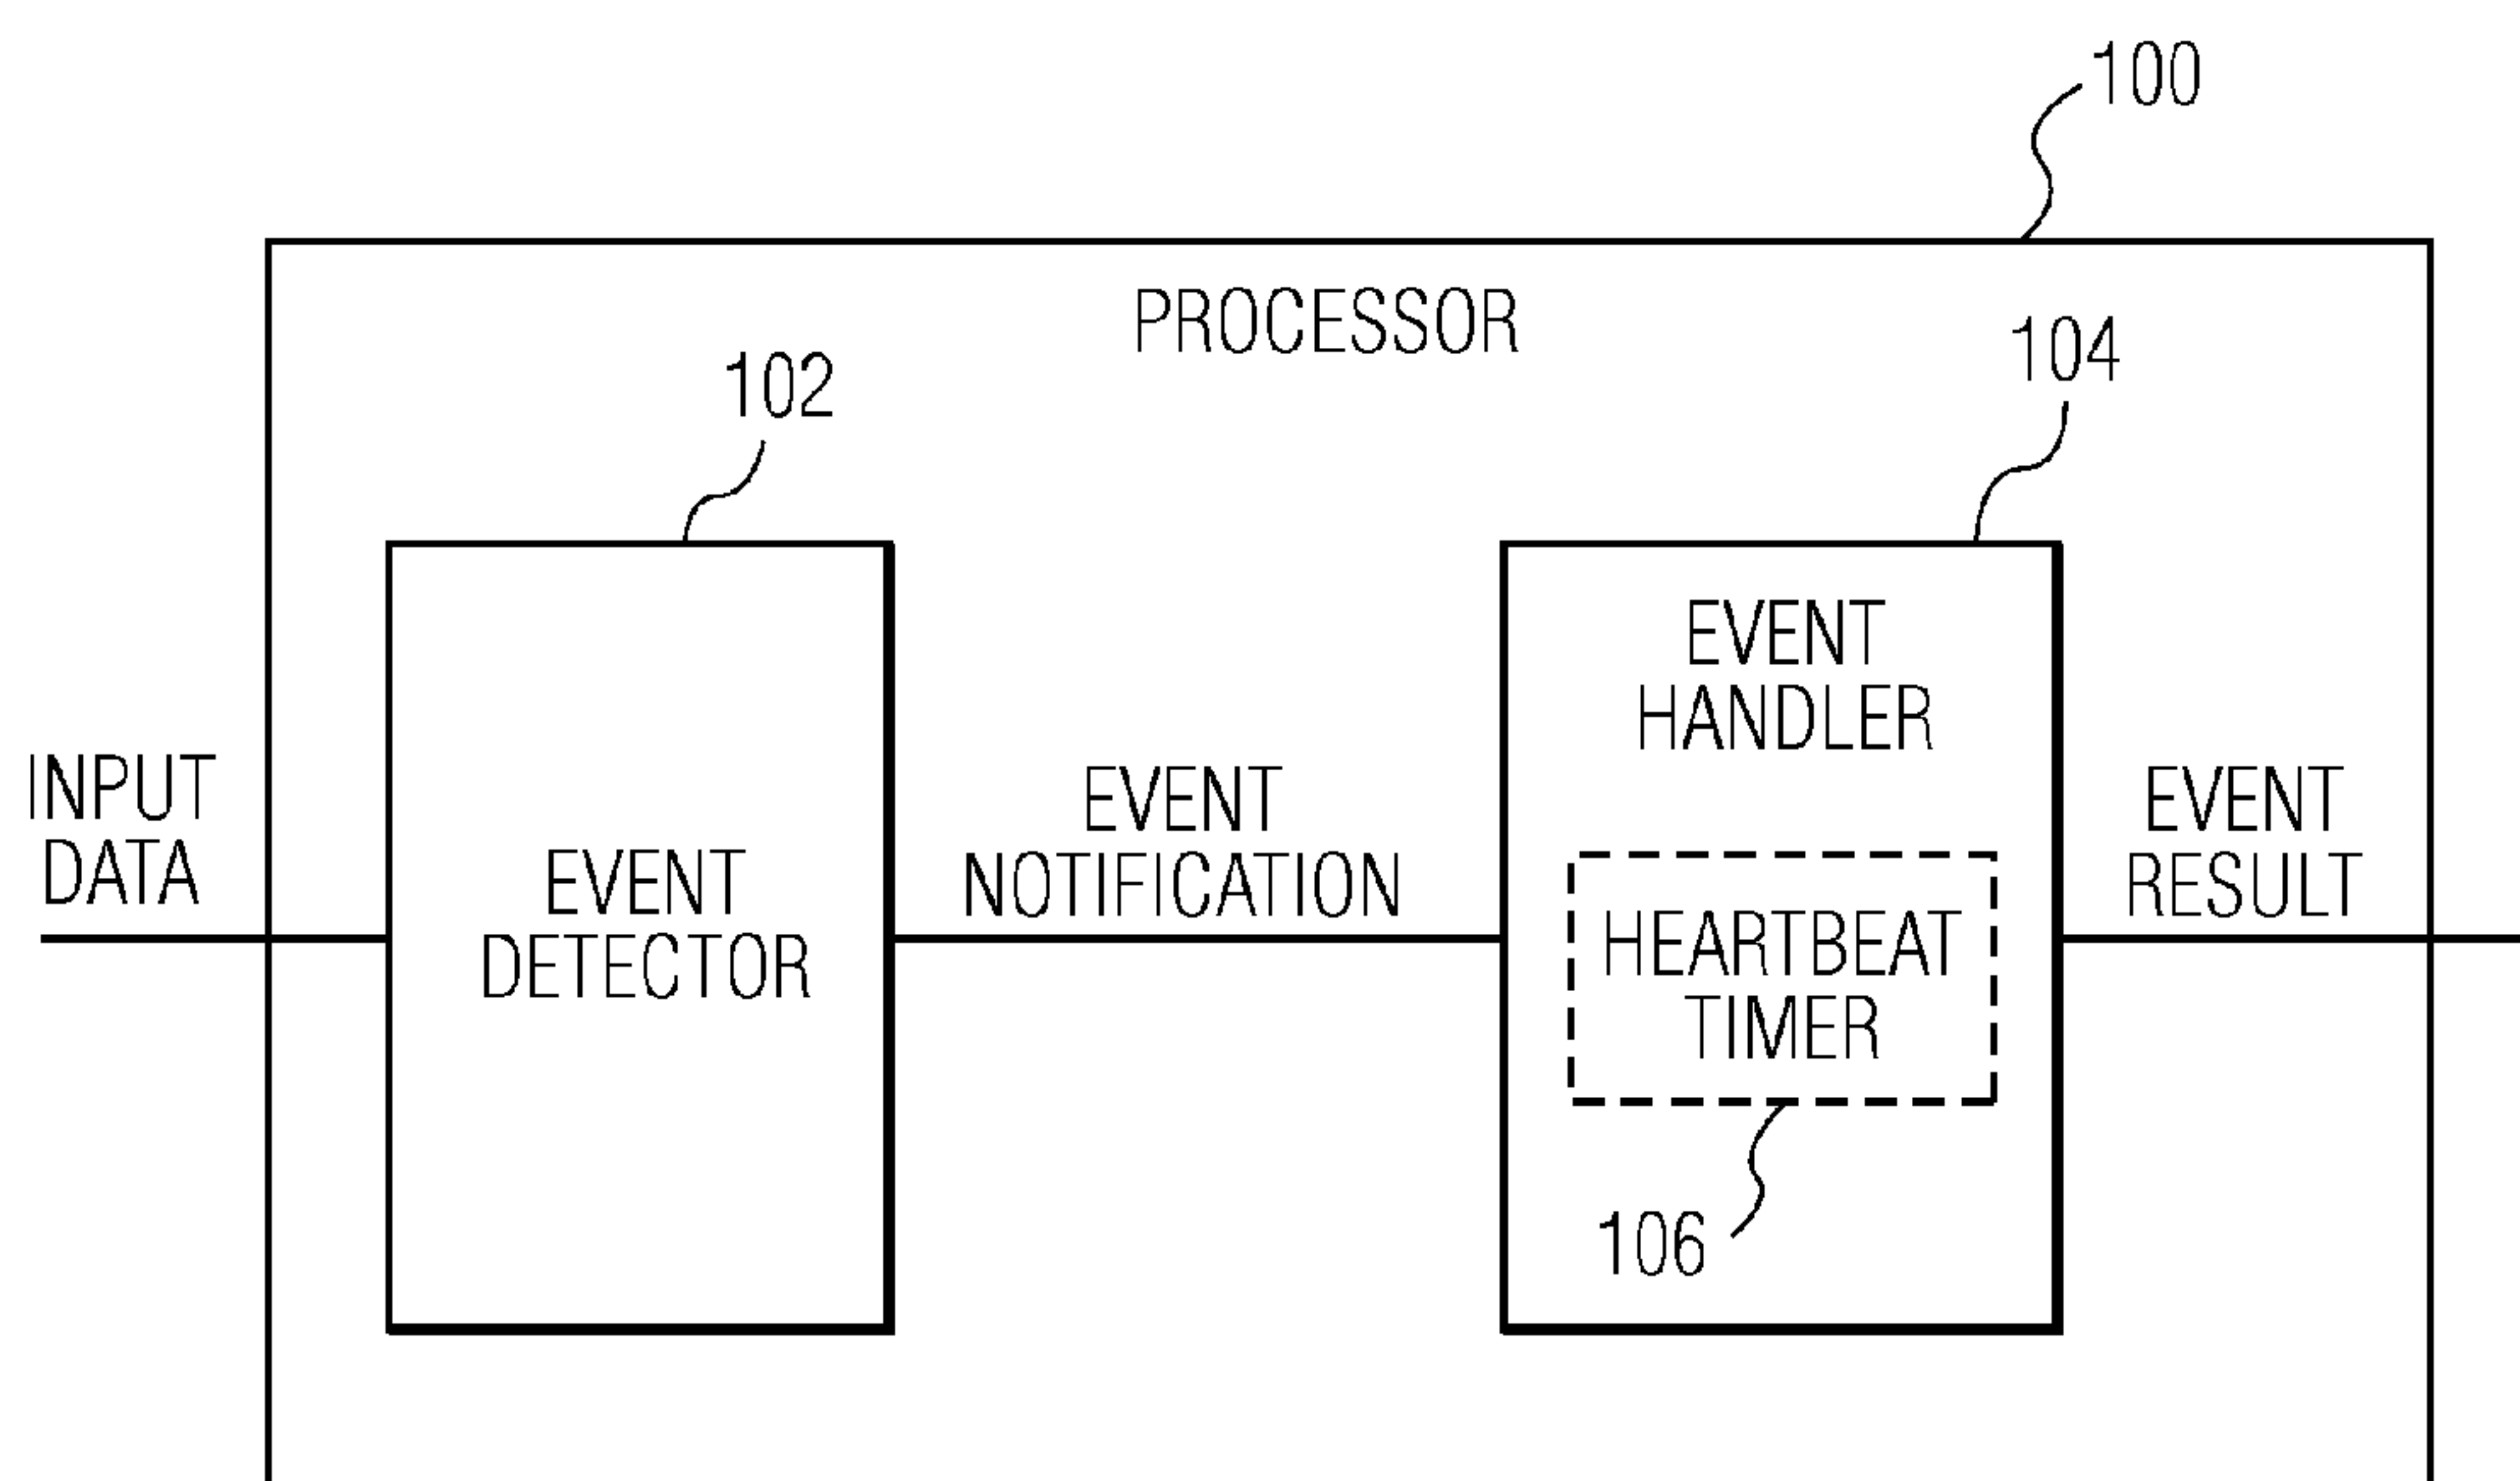 100
PROCESSOR
104
102
EVENT
HANDLER
INPUT
DATA
EVENT
DETECTOR
EVENT
NOTIFICATION
HEARTBEAT
TIMER
EVENT
RESULT
106